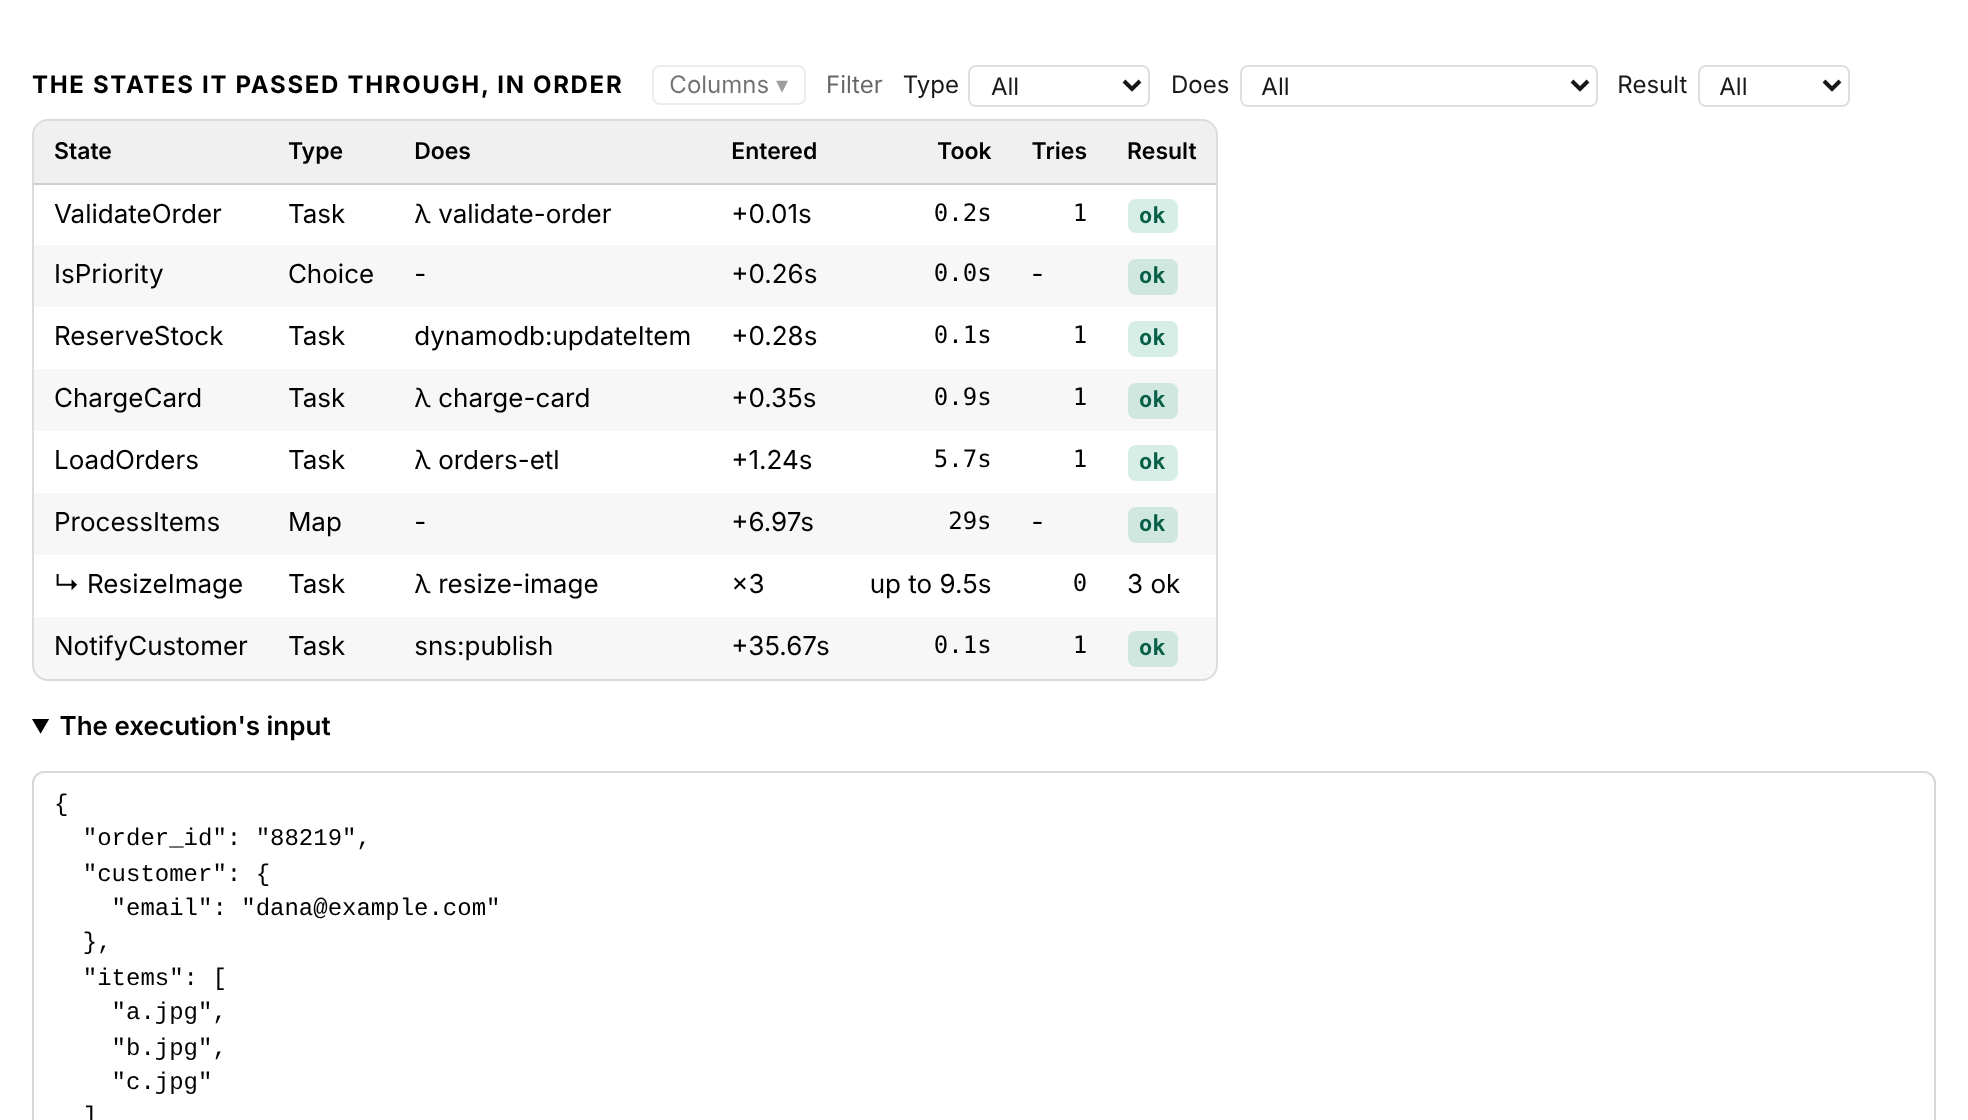 THE STATES IT PASSED THROUGH, IN ORDER Columns ▾ Filter Type All Does All Result All
State Type Does Entered Took Tries Result
ValidateOrder Task λ validate-order +0.01s 0.2s 1 ok
IsPriority Choice - +0.26s 0.0s - ok
ReserveStock Task dynamodb:updateItem +0.28s 0.1s 1 ok
ChargeCard Task λ charge-card +0.35s 0.9s 1 ok
LoadOrders Task λ orders-etl +1.24s 5.7s 1 ok
ProcessItems Map - +6.97s 29s - ok
↳ ResizeImage Task λ resize-image ×3 up to 9.5s 0 3 ok
NotifyCustomer Task sns:publish +35.67s 0.1s 1 ok
▼ The execution's input
{
  "order_id": "88219",
  "customer": {
    "email": "dana@example.com"
  },
  "items": [
    "a.jpg",
    "b.jpg",
    "c.jpg"
  ]